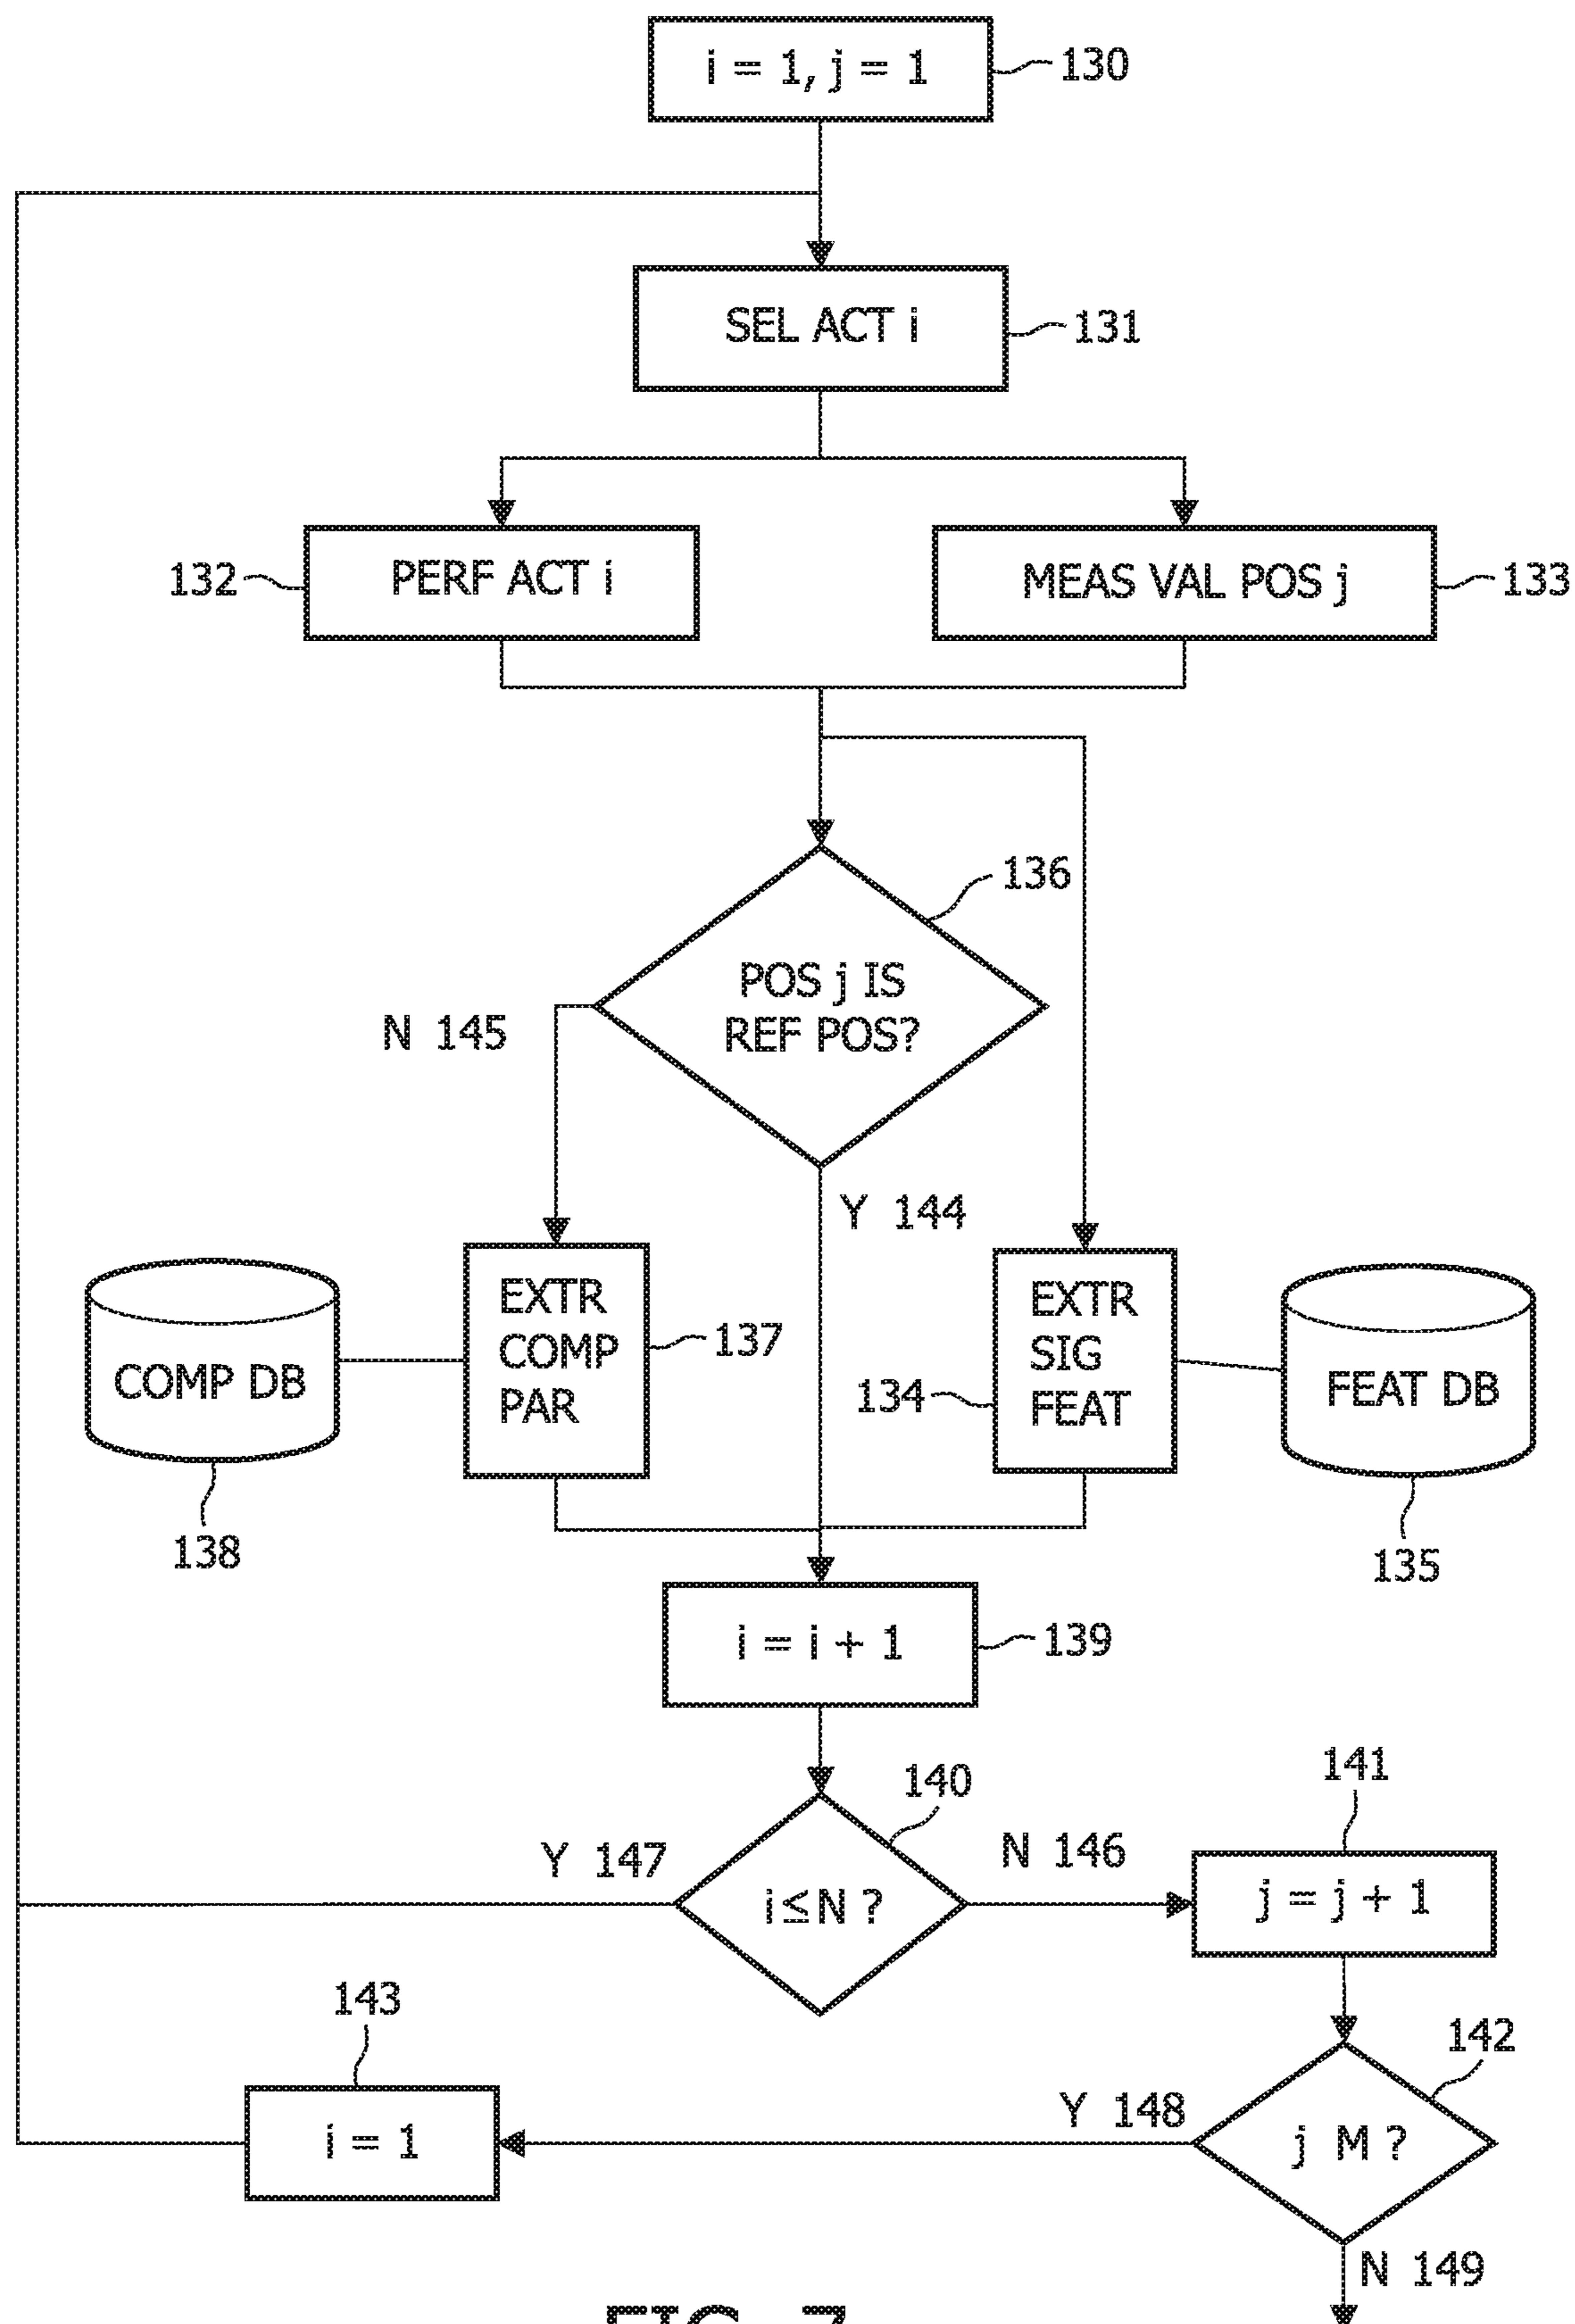 i = 1, j = 1
130
SEL ACT i
131
132
PERF ACT i
MEAS VAL POS j
133
136
POS j IS
REF POS?
N 145
Y 144
COMP DB
138
EXTR
COMP
PAR
137
134
EXTR
SIG
FEAT
FEAT DB
135
i = i + 1
139
140
i ≤ N ?
Y 147
N 146
141
j = j + 1
142
j M ?
Y 148
143
i = 1
N 149